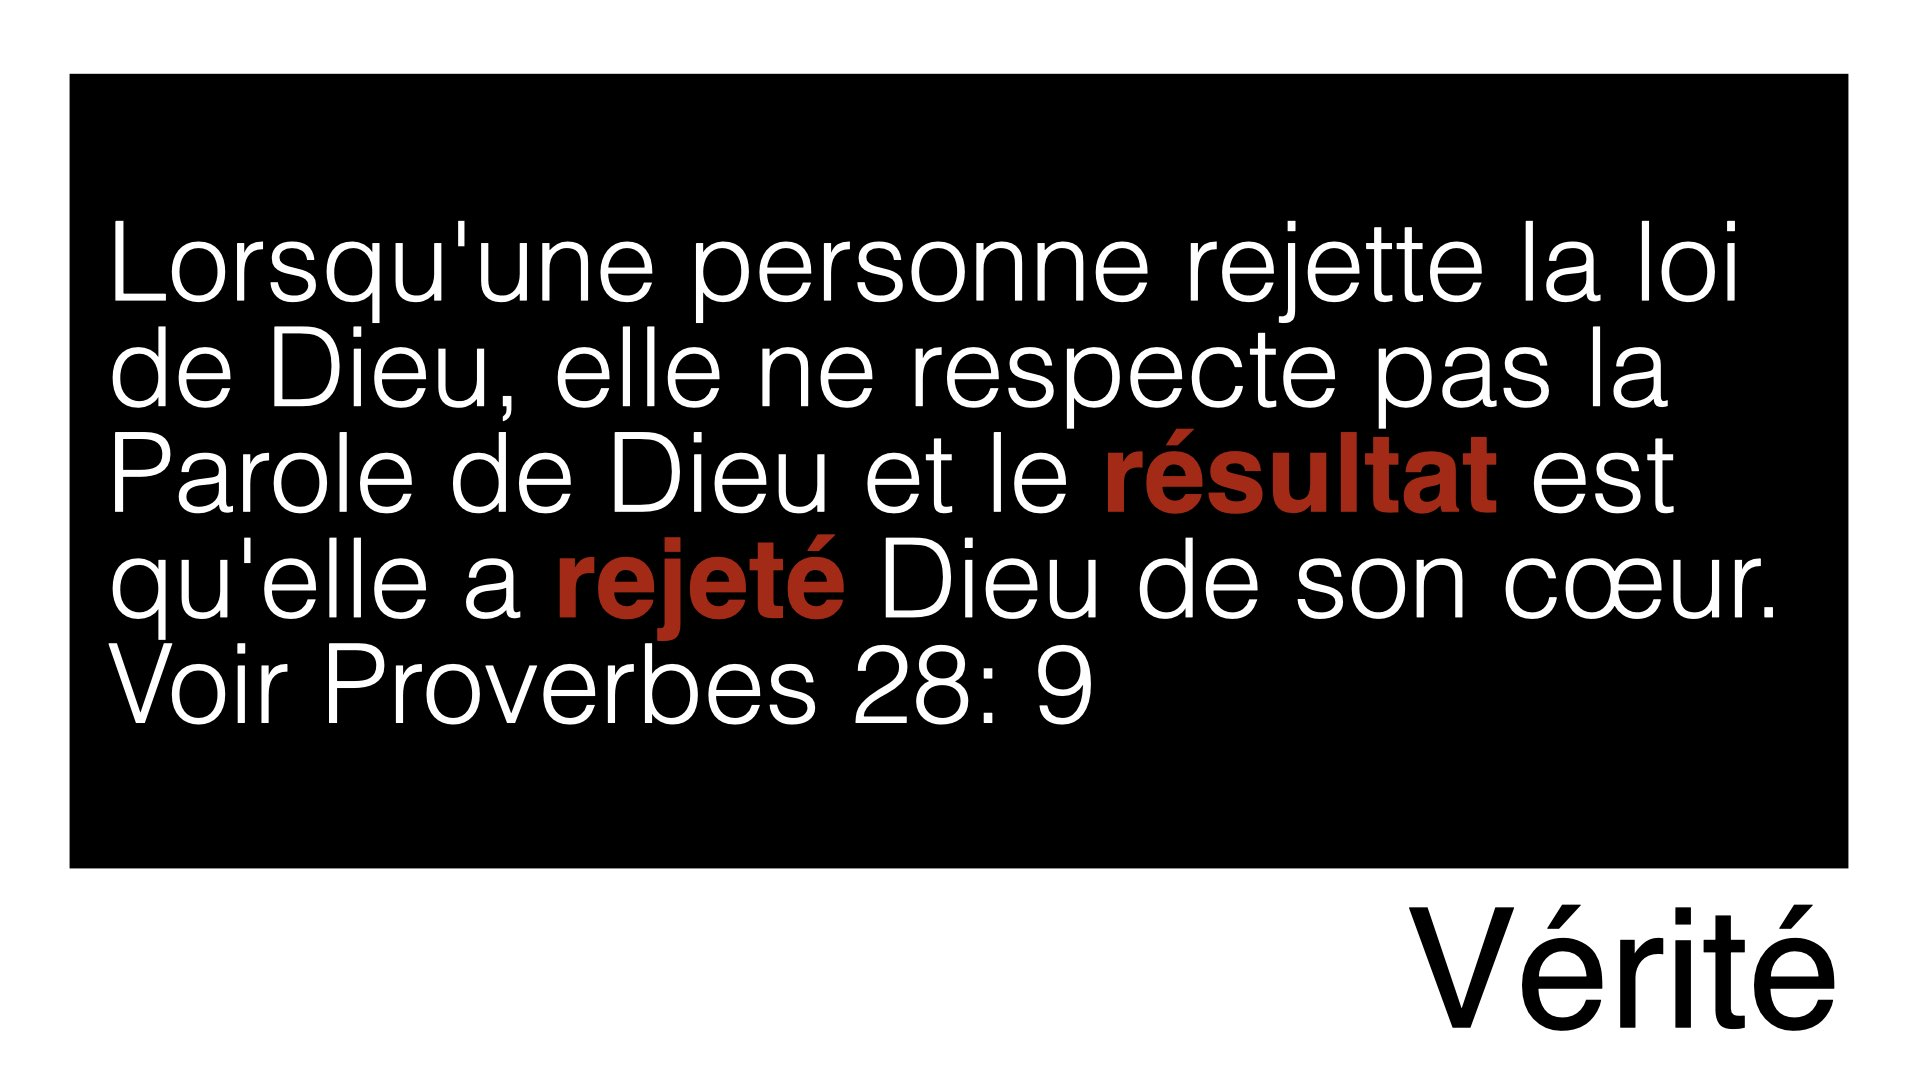 Lorsqu'une personne rejette la loi
de Dieu, elle ne respecte pas la
Parole de Dieu et le résultat est
qu'elle a rejeté Dieu de son cœur.
Voir Proverbes 28: 9
Vérité